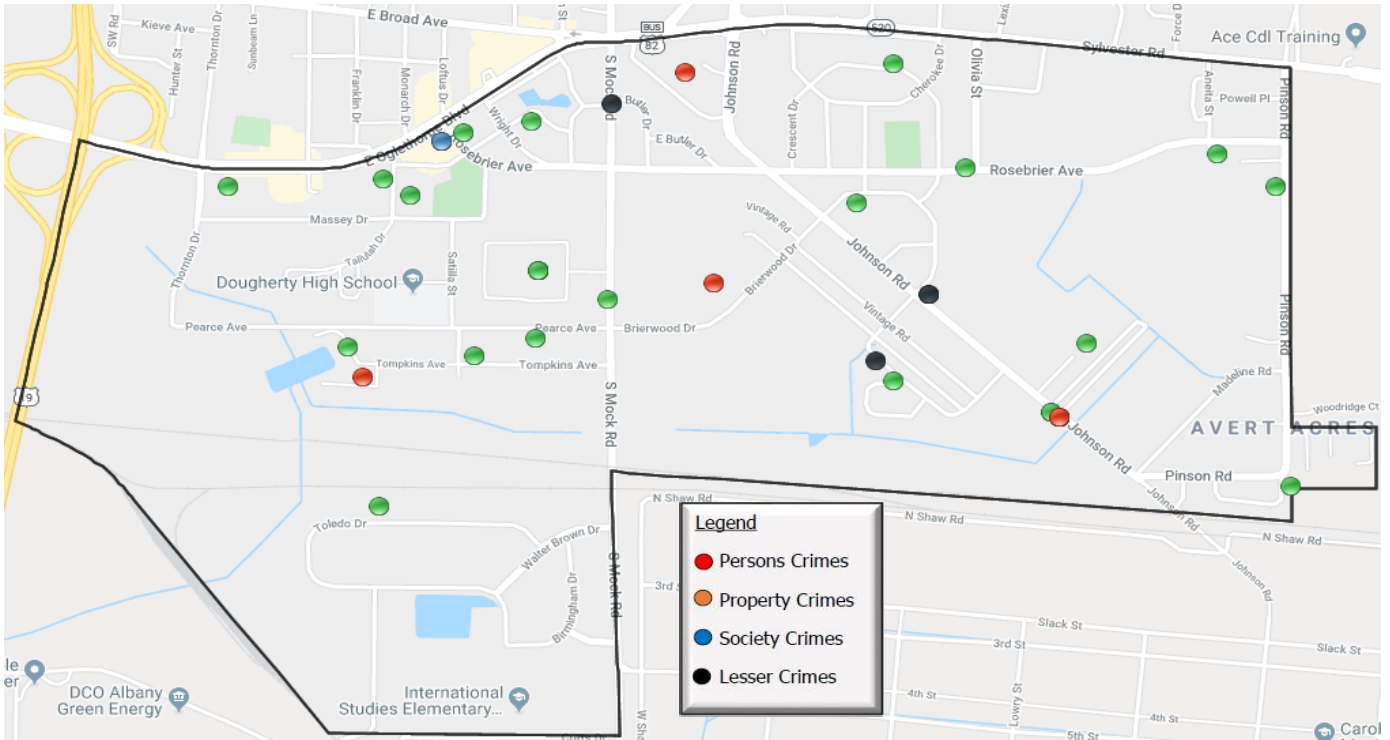 E Broad Ave
Kieve Ave
SW Rd
Hunter St
Thornton Dr
Sunbeam Ln
Franklin Dr
Monarch Dr
Loftus Dr
BUS
82
520
Johnson Rd
Sylvester Rd
Ace Cdl Training
Olivia St
Cherokee Dr
Aneita St
Powell Pl
Pinson Rd
Butler Dr
E Butler Dr
Crescent Dr
Wright Dr
E Oglethorpe Blvd
Rosebrier Ave
Rosebrier Ave
Massey Dr
Tallulah Dr
Thornton Dr
Satilla St
Vintage Rd
Brierwood Dr
Johnson Rd
Dougherty High School
Vintage Rd
Pinson Rd
Pearce Ave
Pearce Ave
Brierwood Dr
Tompkins Ave
Tompkins Ave
Madeline Rd
19
S Mock Rd
Woodridge Ct
AVERT ACRES
Johnson Rd
Pinson Rd
N Shaw Rd
N Shaw Rd
N Shaw Rd
Johnson Rd
Johnson Rd
Toledo Dr
Walter Brown Dr
Birmingham Dr
S Mock Rd
3rd S
Legend
Persons Crimes
Property Crimes
Society Crimes
Lesser Crimes
Slack St
Slack St
3rd St
4th St
4th St
5th St
Lowry St
DCO Albany
Green Energy
International
Studies Elementary...
W Sha
Carol